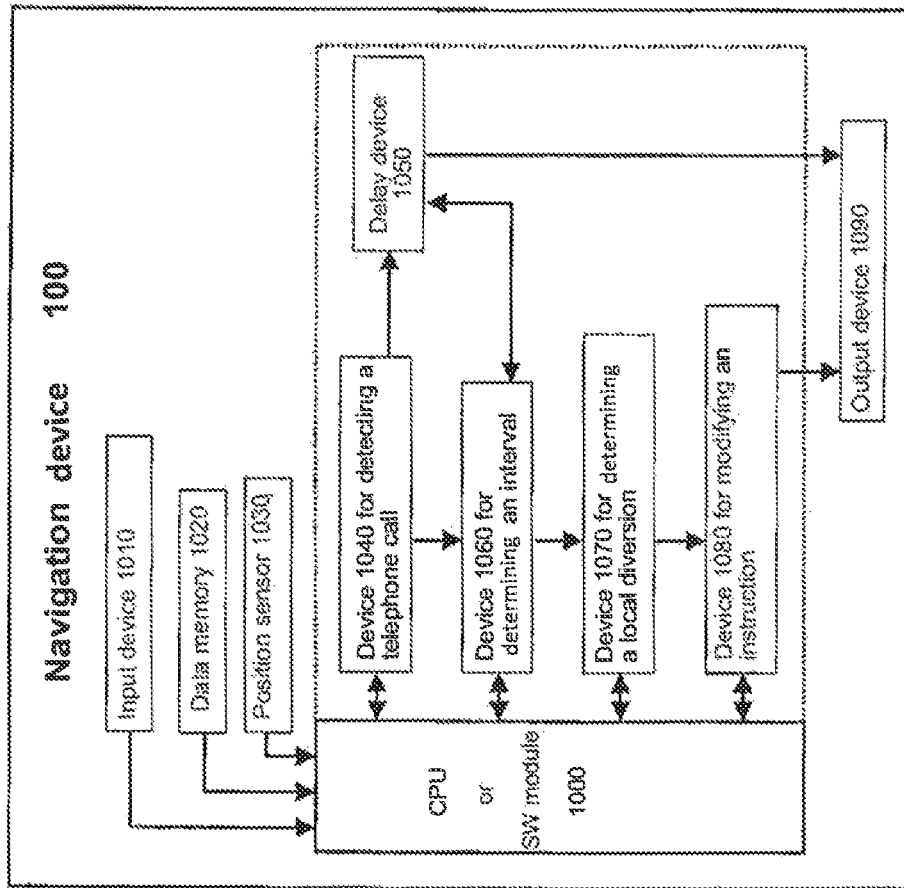 Navigation device 100
Input device 1010
Data memory 1020
Position sensor 1030
CPU
or
SW module
1000
Device 1040 for detecting a
telephone call
Delay device
1050
Device 1060 for
determining an interval
Device 1070 for determining
a local diversion
Device 1080 for modifying an
instruction
Output device 1090